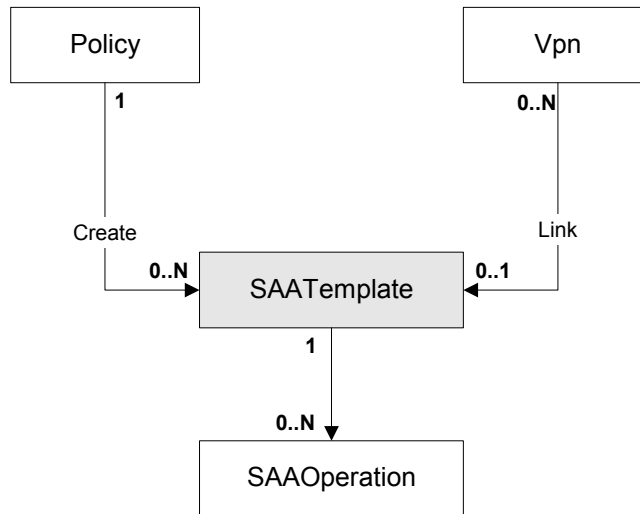 Policy
Vpn
1
0..N
Create
Link
0..N
SAATemplate
0..1
1
0..N
SAAOperation